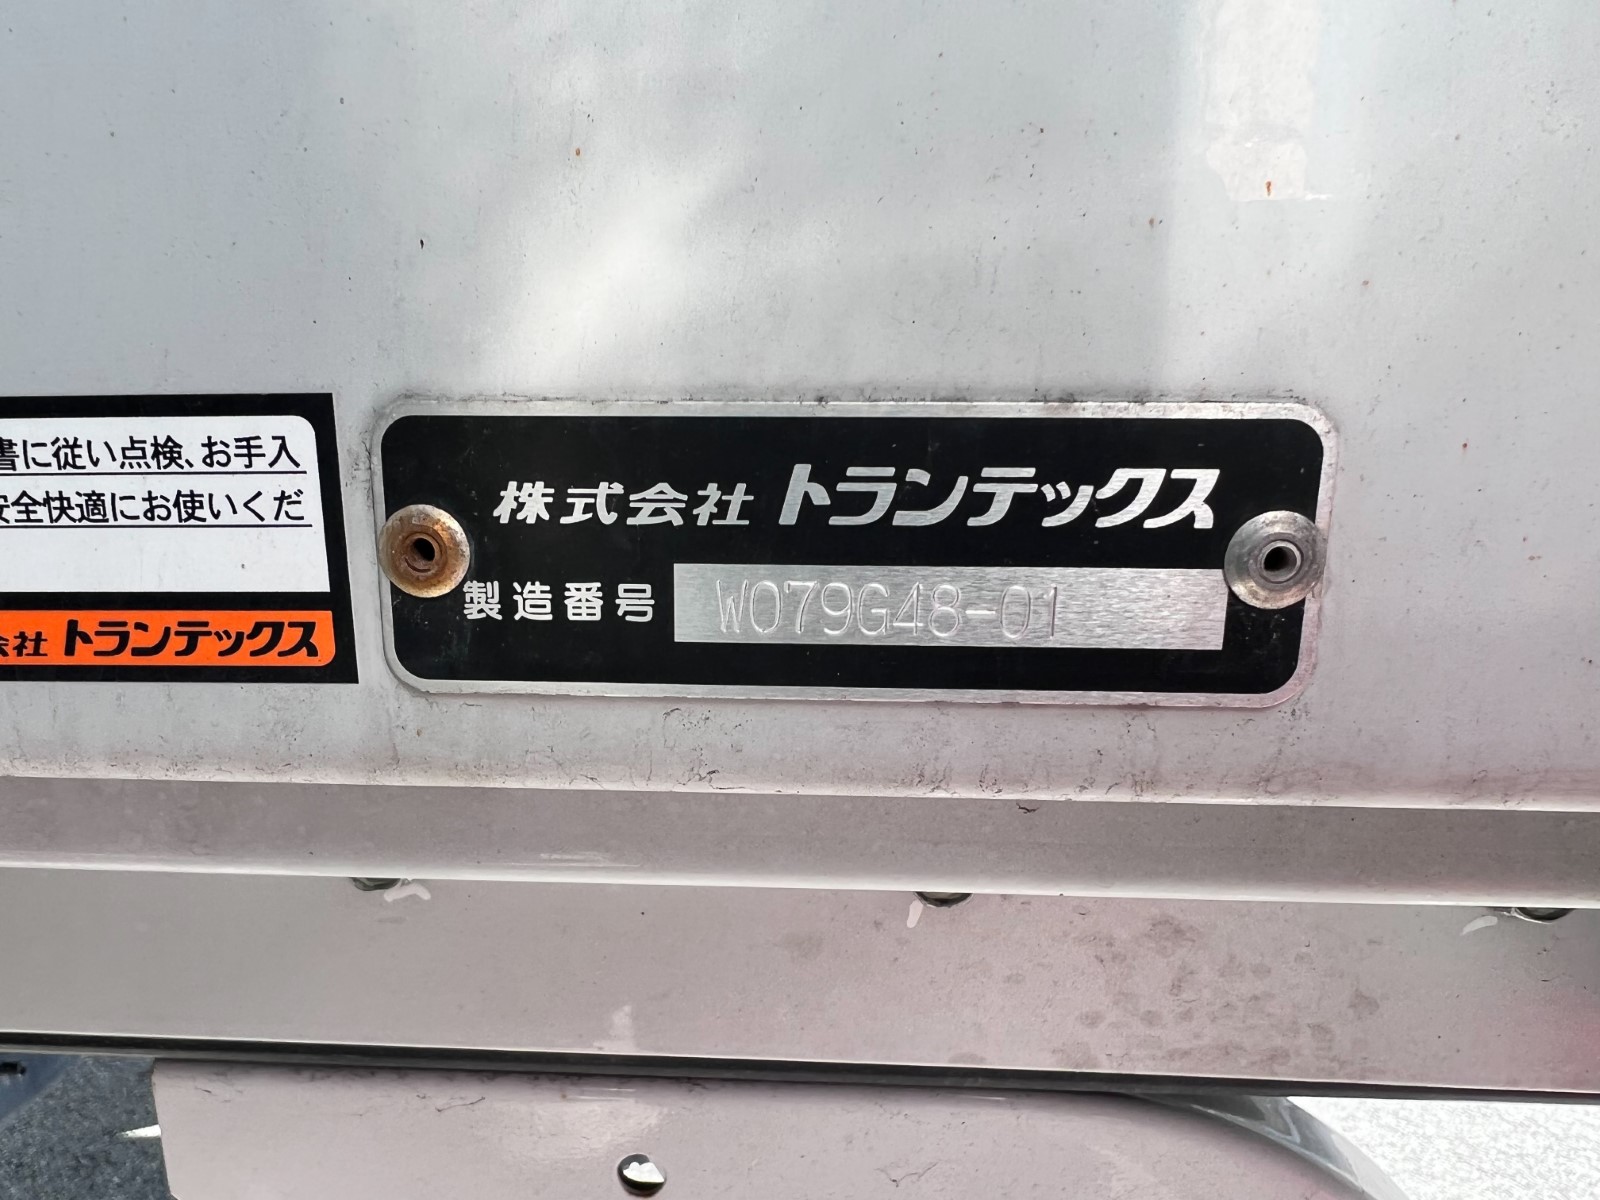 書に従い点検、お手入
安全快適にお使いくだ
会社 トランテックス
株式会社 トランテックス
製造番号 W079G48-01